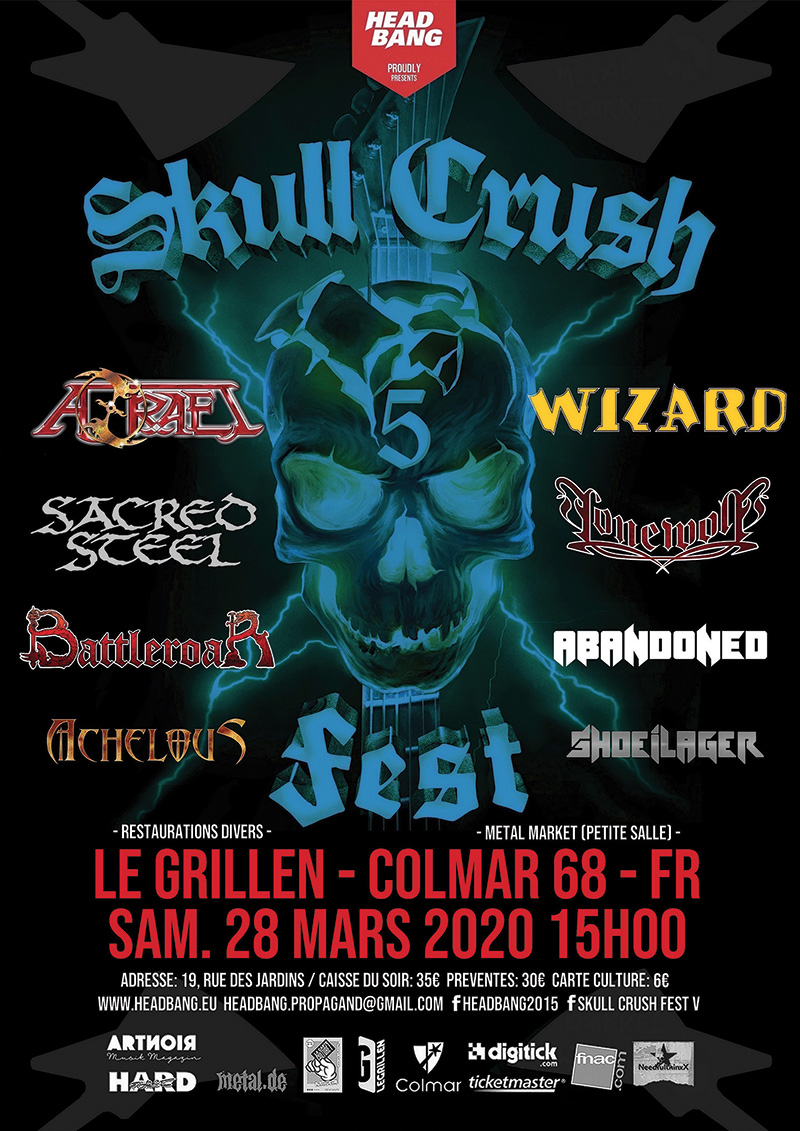 HEAD
BANG
PROUDLY
PRESENTS
Skull Crush
5
WIZARD
SACRED
STEEL
Lonewolf
BattleroaR
ABANDONED
ACHELOUS
Fest
- RESTAURATIONS DIVERS -
- METAL MARKET (PETITE SALLE) -
LE GRILLEN - COLMAR 68 - FR
SAM. 28 MARS 2020 15H00
ADRESSE: 19, RUE DES JARDINS / CAISSE DU SOIR: 35€ PREVENTES: 30€ CARTE CULTURE: 6€
WWW.HEADBANG.EU HEADBANG.PROPAGAND@GMAIL.COM HEADBANG2015 SKULL CRUSH FEST V
ARTNOIR
Musik Magazin
HARD
metal.de
LEGRILLEN
Colmar
digitick
.com
ticketmaster®
fnac
.com
NeedfulthinxX